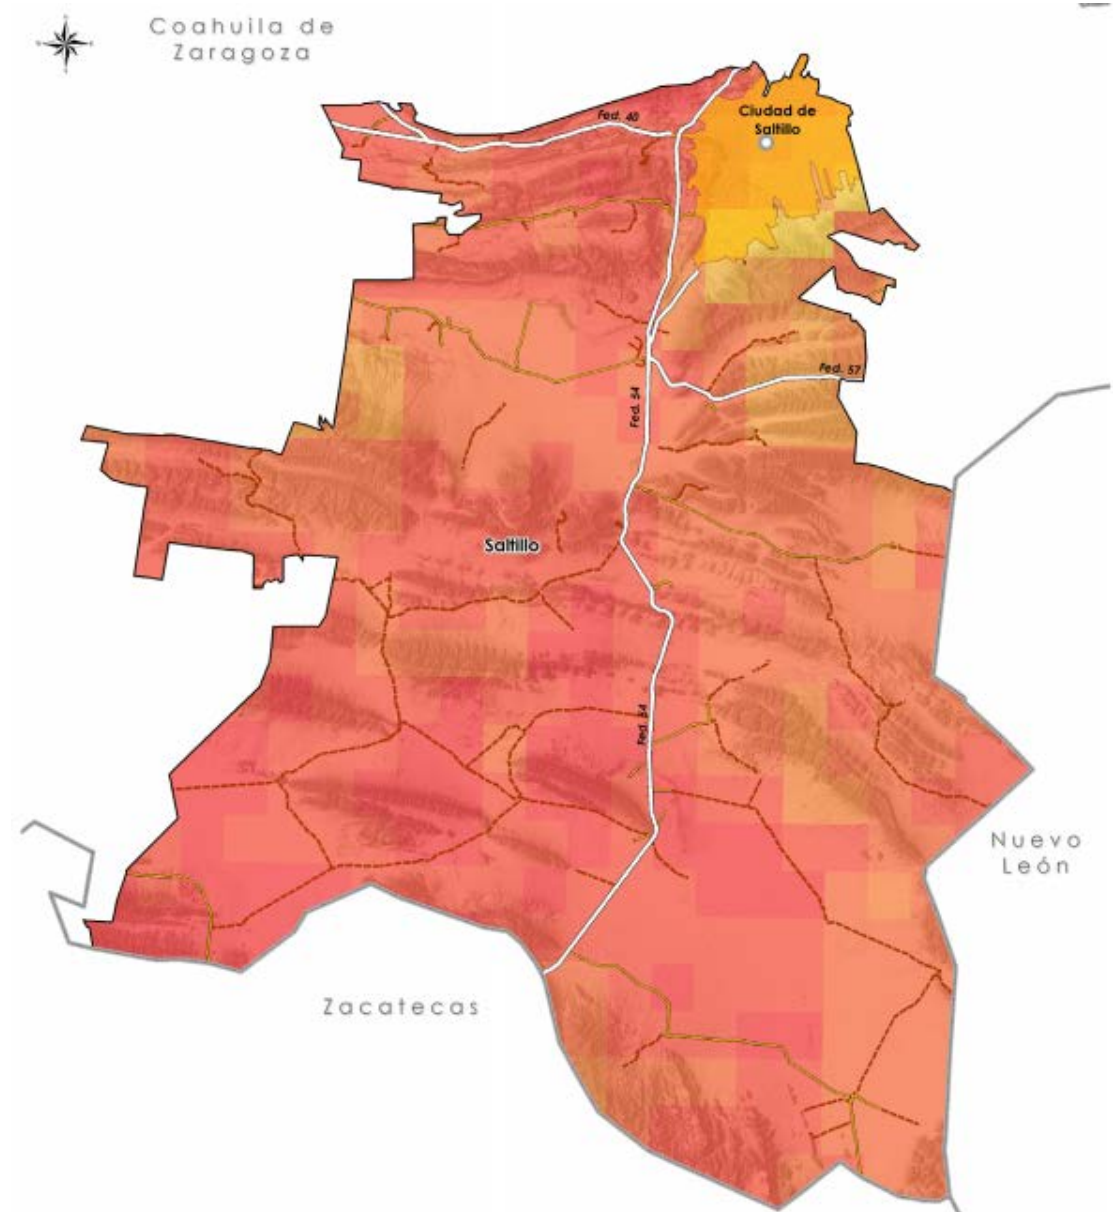 Coahuila de
Zaragoza
Fed. 40
Ciudad de
Saltillo
Fed. 57
Fed. 54
Saltillo
Fed. 54
Nuevo
León
Zacatecas